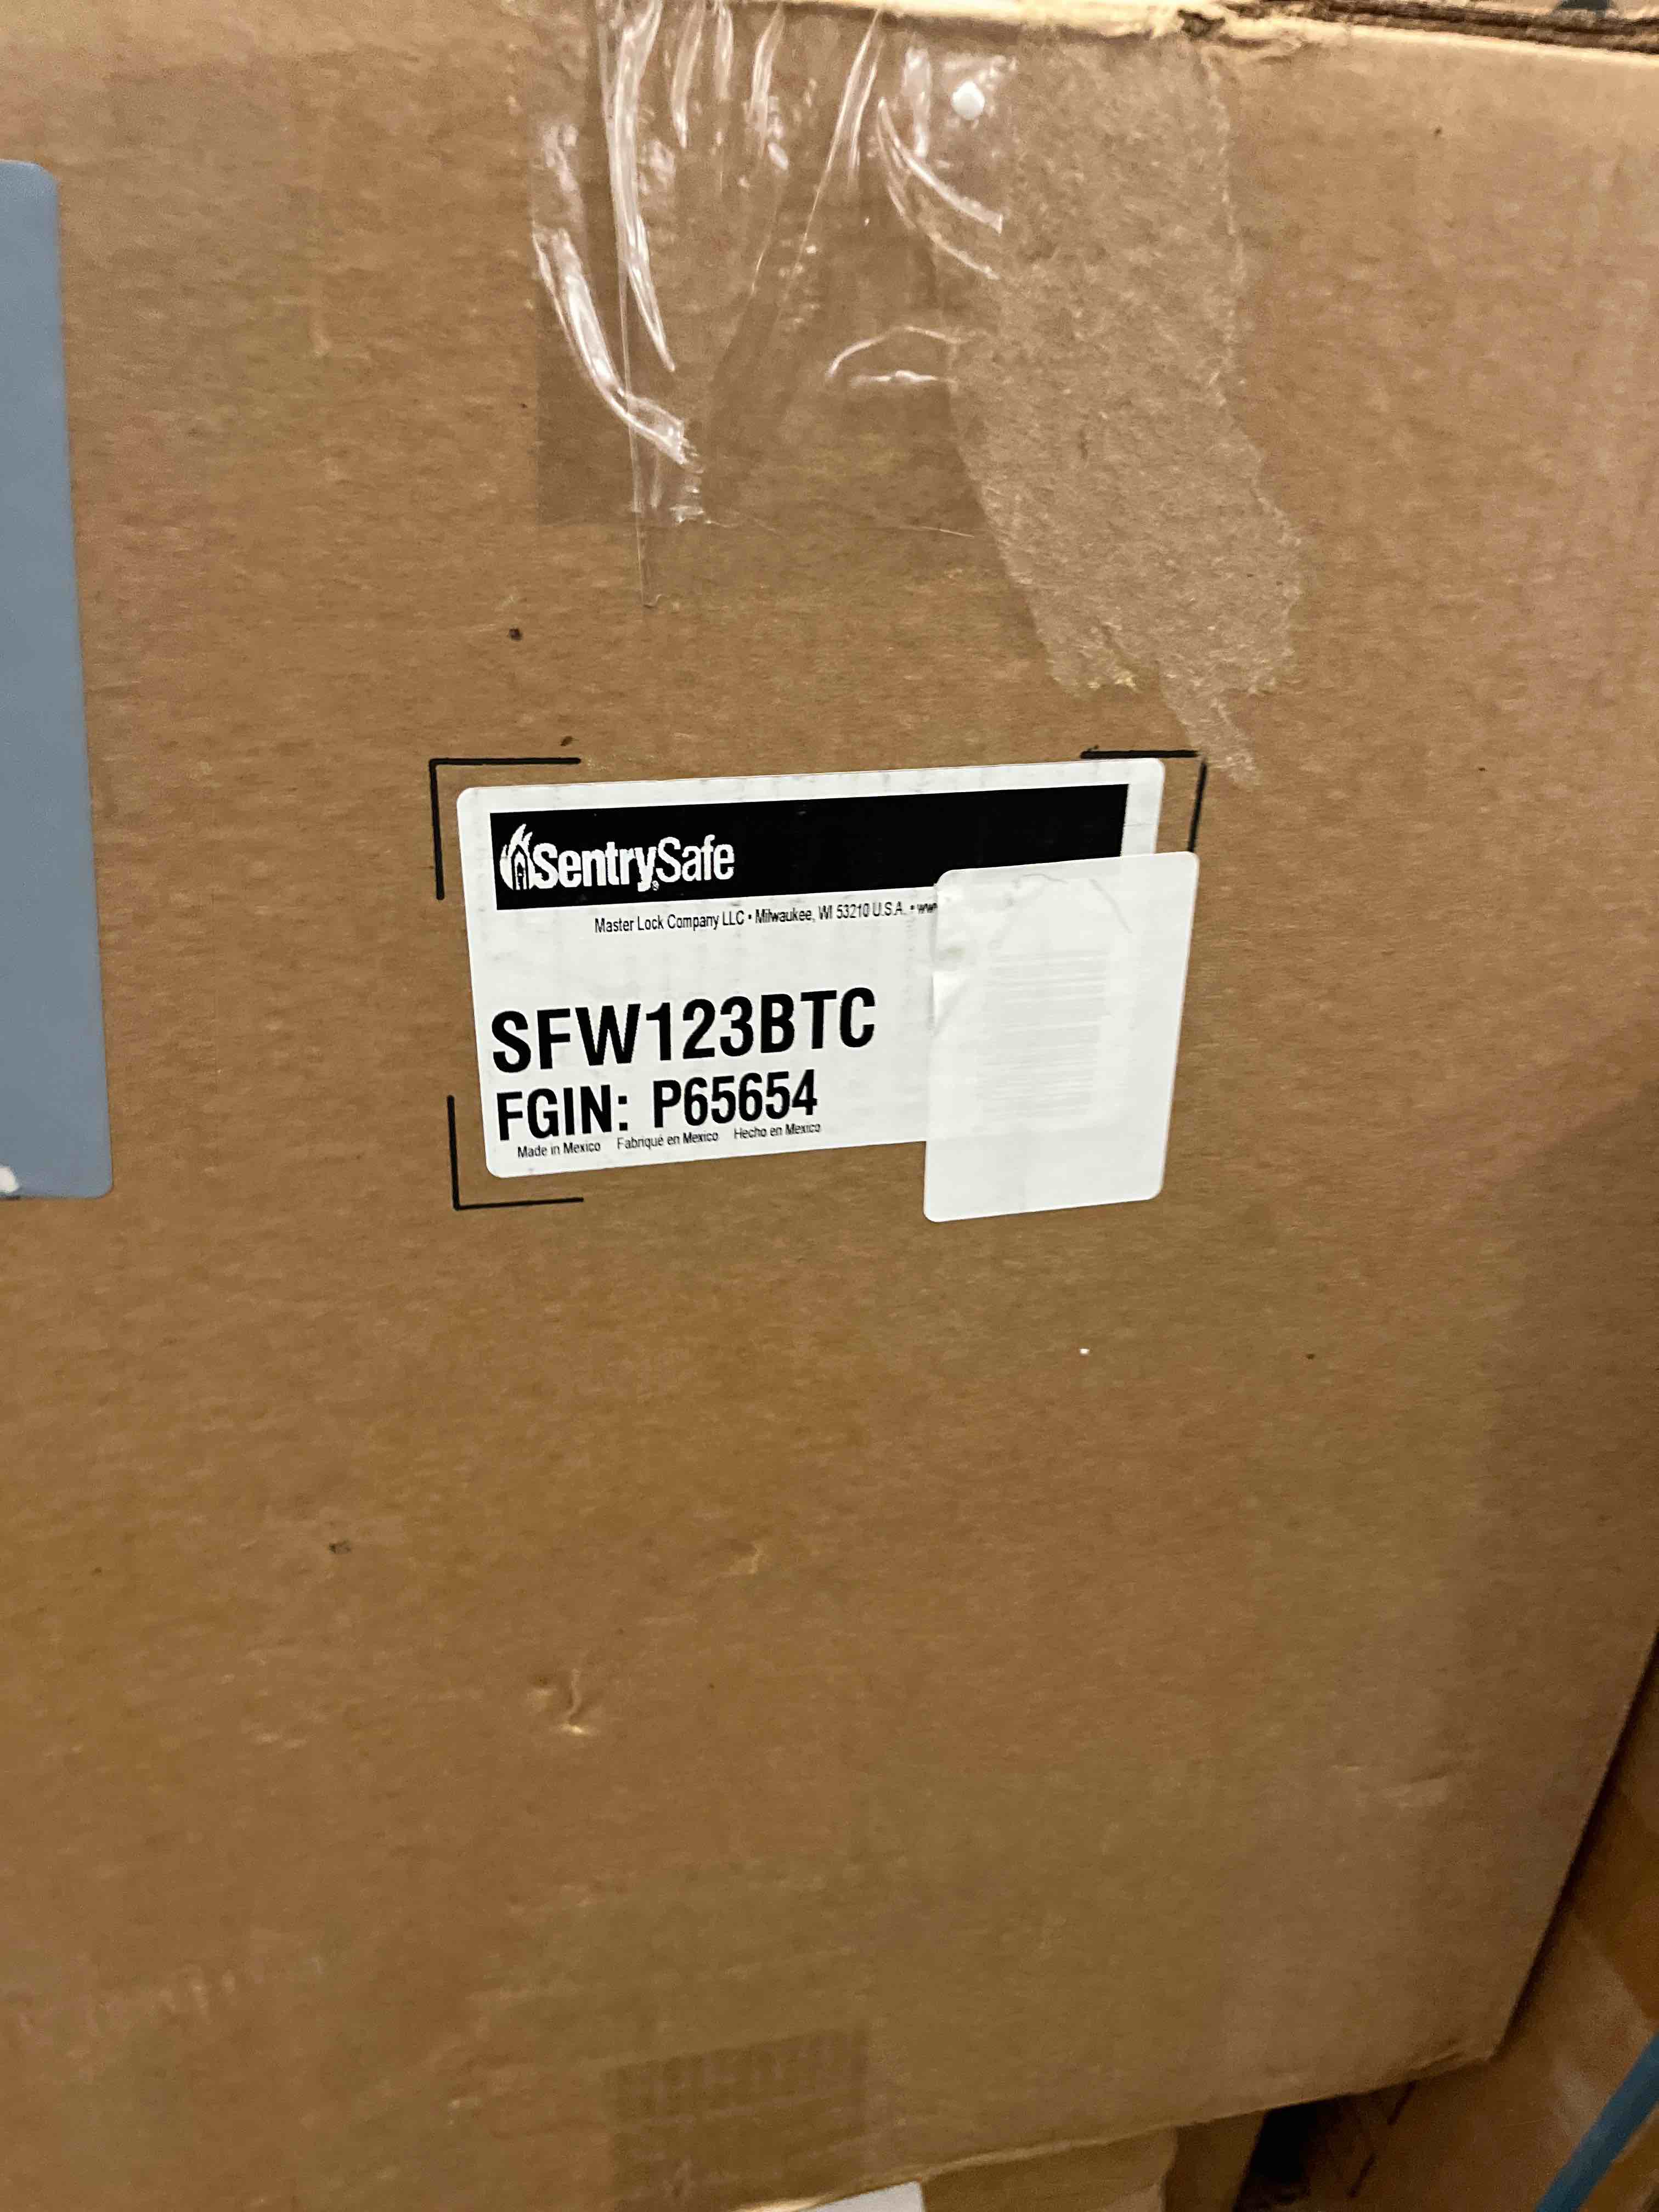 SentrySafe
Master Lock Company LLC • Milwaukee, WI 53210 U.S.A. • www
SFW123BTC
FGIN: P65654
Made in Mexico Fabriqué en Mexico Hecho en Mexico